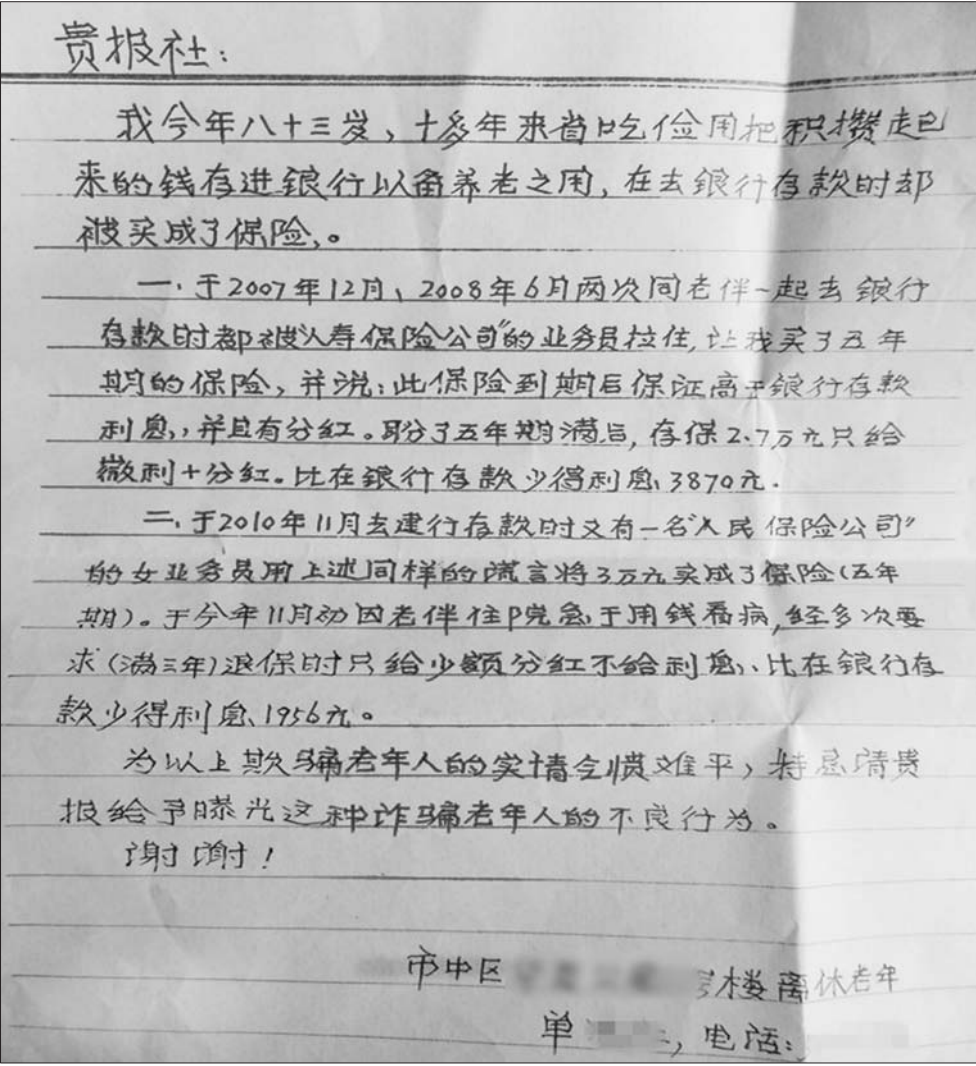 贵报社:
我今年八十三岁,十多年来省吃俭用把积攒起
来的钱存进银行以备养老之用,在去银行存款时却
被买成了保险,。
一.于2007年12月、2008年6月两次同老伴一起去银行
存款时都被“人寿保险公司”的业务员拉住,让我买了五年
期的保险,并说:此保险到期后保证高于银行存款
利息,,并且有分红。 五年期满后,存保2.7万元只给
微利+分红。比在银行存款少得利息、3870元.
二、于2010年11月去建行存款时又有一名“人民保险公司”
的女业务员用上述同样的谎言将3万元买成了保险(五年
期)。于今年11月初因老伴住院急于用钱看病,经多次要
求(满三年)退保时只给少额分红不给利息,.比在银行存
款少得利息、1956元。
为以上欺骗老年人的实情令愤难平,特恳请贵
报给予曝光这种诈骗老年人的不良行为。
谢谢!
市中区 楼离休老年
单 ,电话: